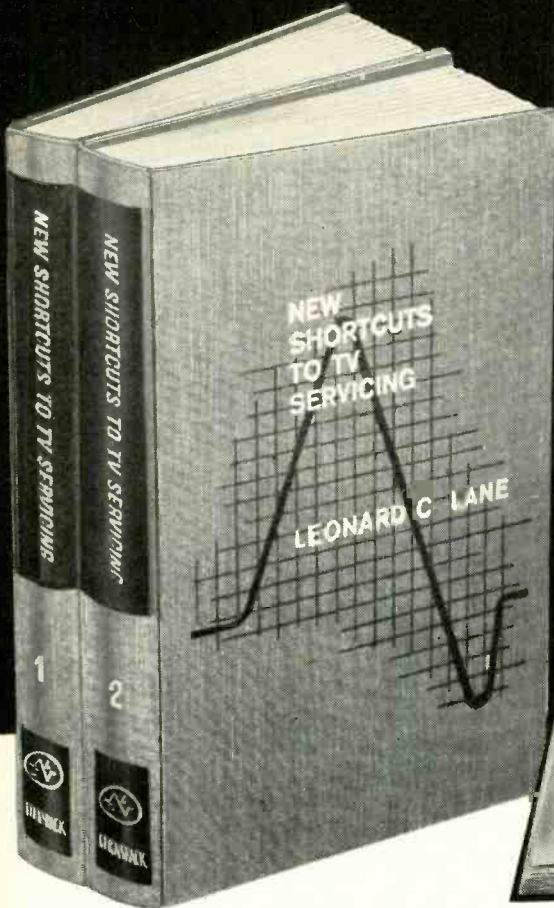 NEW SHORTCUTS TO TV SERVICING
1
NEW SHORTCUTS TO TV SERVICING
2
GERNSBACK
NEW
SHORTCUTS
TO TV
SERVICING
LEONARD C LANE